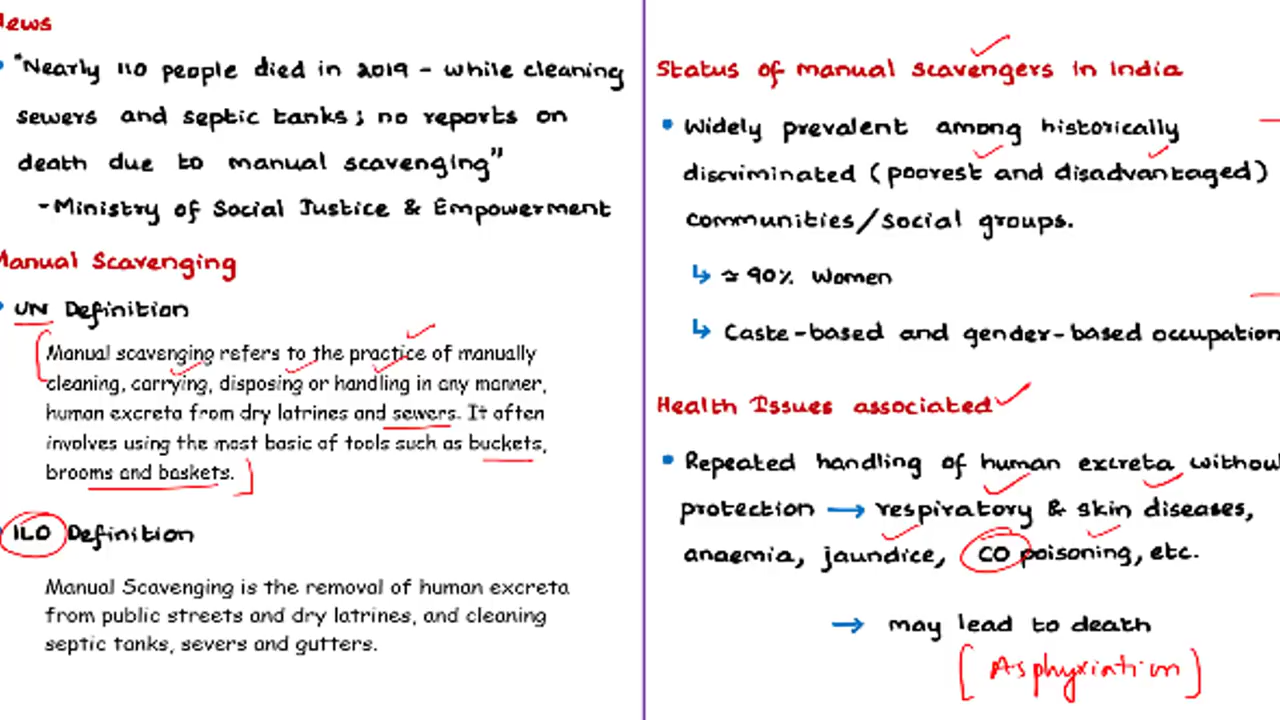 News
"Nearly 110 people died in 2019 - while cleaning
sewers and septic tanks; no reports on
death due to manual scavenging"
-Ministry of Social Justice & Empowerment
Manual Scavenging
UN Definition
Manual scavenging refers to the practice of manually
cleaning, carrying, disposing or handling in any manner,
human excreta from dry latrines and sewers. It often
involves using the most basic of tools such as buckets,
brooms and baskets.
ILO Definition
Manual Scavenging is the removal of human excreta
from public streets and dry latrines, and cleaning
septic tanks, severs and gutters.
Status of manual scavengers in India
Widely prevalent among historically
discriminated (poorest and disadvantaged)
communities/social groups.
↳ ≃ 90% Women
↳ Caste-based and gender-based occupation
Health Issues associated
Repeated handling of human excreta without
protection → respiratory & skin diseases,
anaemia, jaundice, CO poisoning, etc.
→ may lead to death
[Asphyxiation]